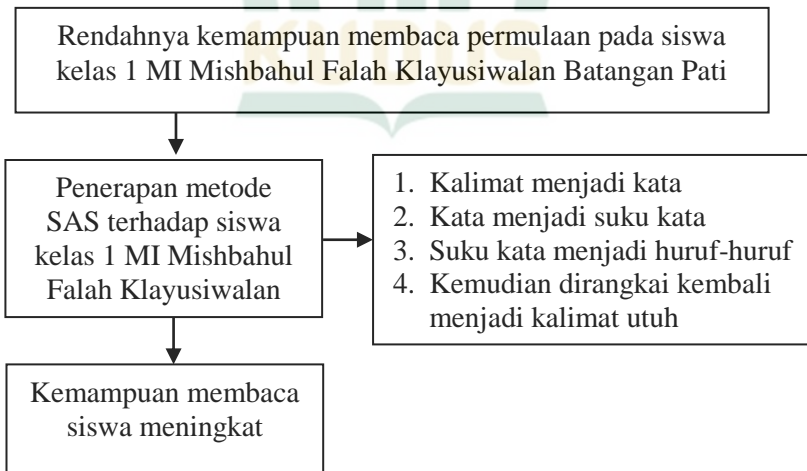 KUDUS
Rendahnya kemampuan membaca permulaan pada siswa
kelas 1 MI Mishbahul Falah Klayusiwalan Batangan Pati
Penerapan metode
SAS terhadap siswa
kelas 1 MI Mishbahul
Falah Klayusiwalan
1. Kalimat menjadi kata
2. Kata menjadi suku kata
3. Suku kata menjadi huruf-huruf
4. Kemudian dirangkai kembali
menjadi kalimat utuh
Kemampuan membaca
siswa meningkat